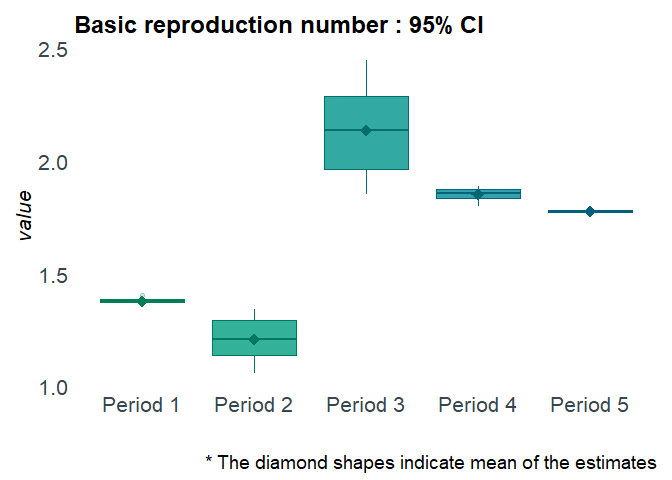 Basic reproduction number : 95% CI
2.5
2.0
1.5
1.0
value
Period 1 Period 2 Period 3 Period 4 Period 5
* The diamond shapes indicate mean of the estimates